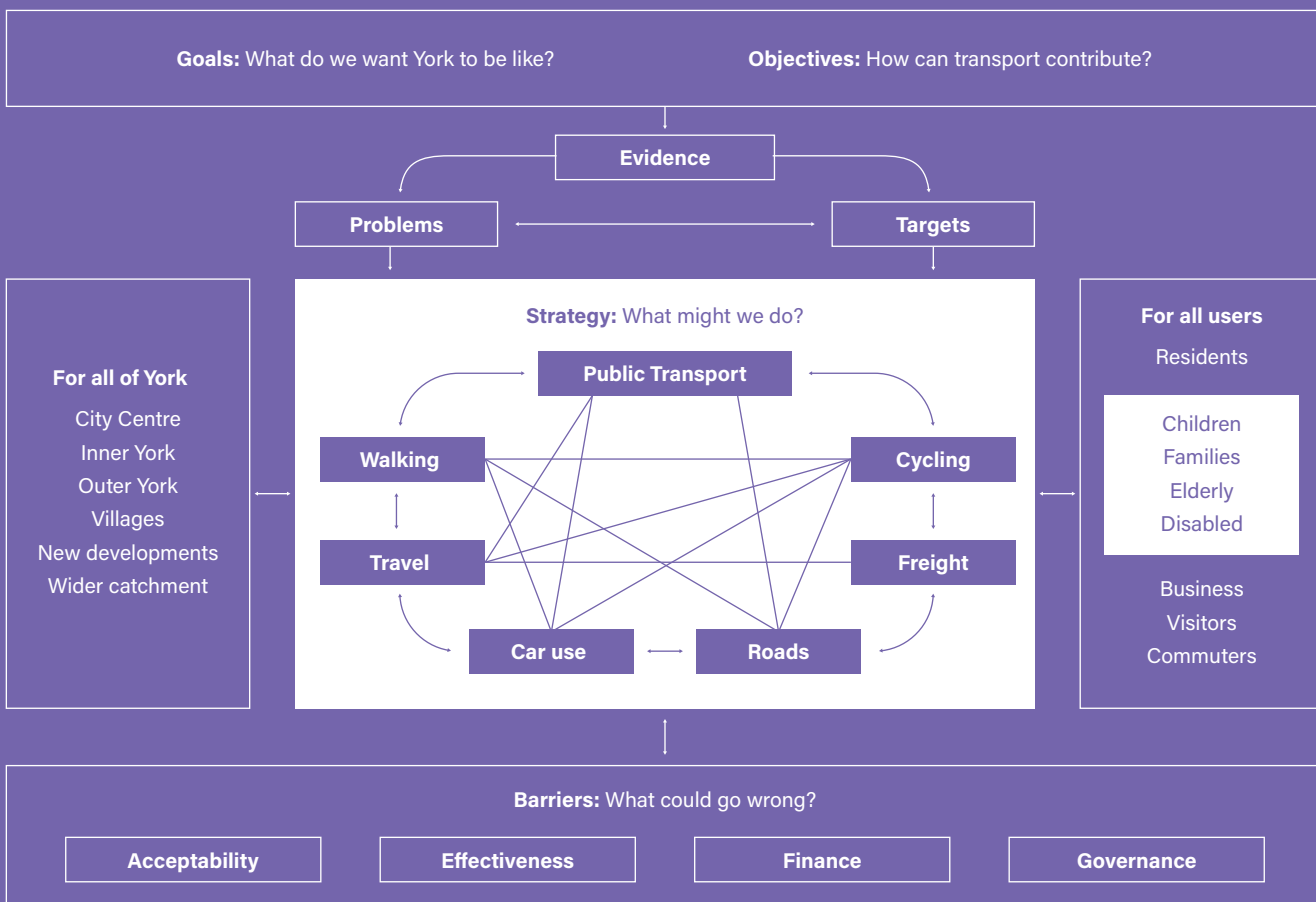 Goals: What do we want York to be like?
Objectives: How can transport contribute?
Evidence
Problems
Targets
For all of York
City Centre
Inner York
Outer York
Villages
New developments
Wider catchment
Strategy: What might we do?
Public Transport
Walking
Cycling
Travel
Freight
Car use
Roads
For all users
Residents
Children
Families
Elderly
Disabled
Business
Visitors
Commuters
Barriers: What could go wrong?
Acceptability
Effectiveness
Finance
Governance